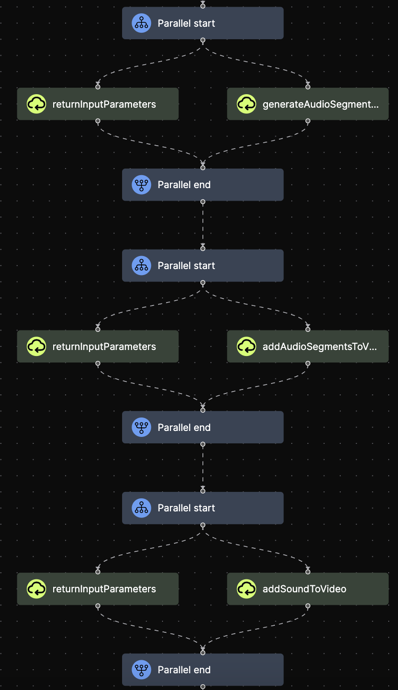 Parallel start
returnInputParameters
generateAudioSegment...
Parallel end
Parallel start
returnInputParameters
addAudioSegmentsToV...
Parallel end
Parallel start
returnInputParameters
addSoundToVideo
Parallel end